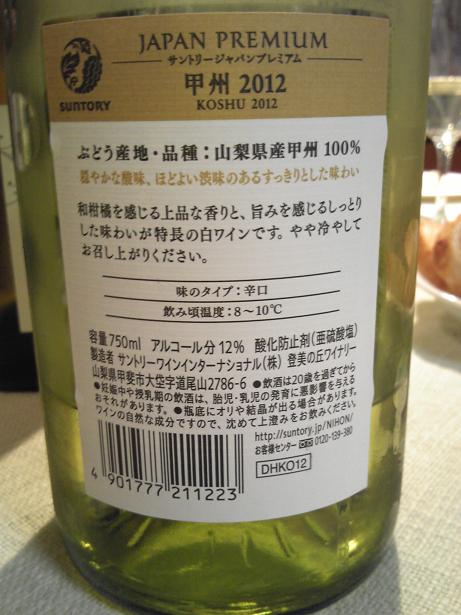 JAPAN PREMIUM
サントリージャパンプレミアム
SUNTORY
甲州 2012
KOSHU 2012
ぶどう産地・品種：山梨県産甲州 100%
穏やかな酸味、ほどよい渋味のあるすっきりとした味わい
和柑橘を感じる上品な香りと、旨みを感じるしっとり
した味わいが特長の白ワインです。やや冷やして
お召し上がりください。
味のタイプ：辛口
飲み頃温度：8～10℃
容量 750ml アルコール分 12% 酸化防止剤（亜硫酸塩）
製造者 サントリーワインインターナショナル（株） 登美の丘ワイナリー
山梨県甲斐市大垈字道尾山2786-6 ●飲酒は20歳を過ぎてから
●妊娠中や授乳期の飲酒は、胎児・乳児の発育に悪影響を与える
おそれがあります。●瓶底にオリや結晶が出る場合があります。
ワインの自然な成分ですので、沈めて上澄みをお飲みください。
http://suntory.jp/NIHON/
お客様センター 0120-139-380
DHKO12
4 901777 211223